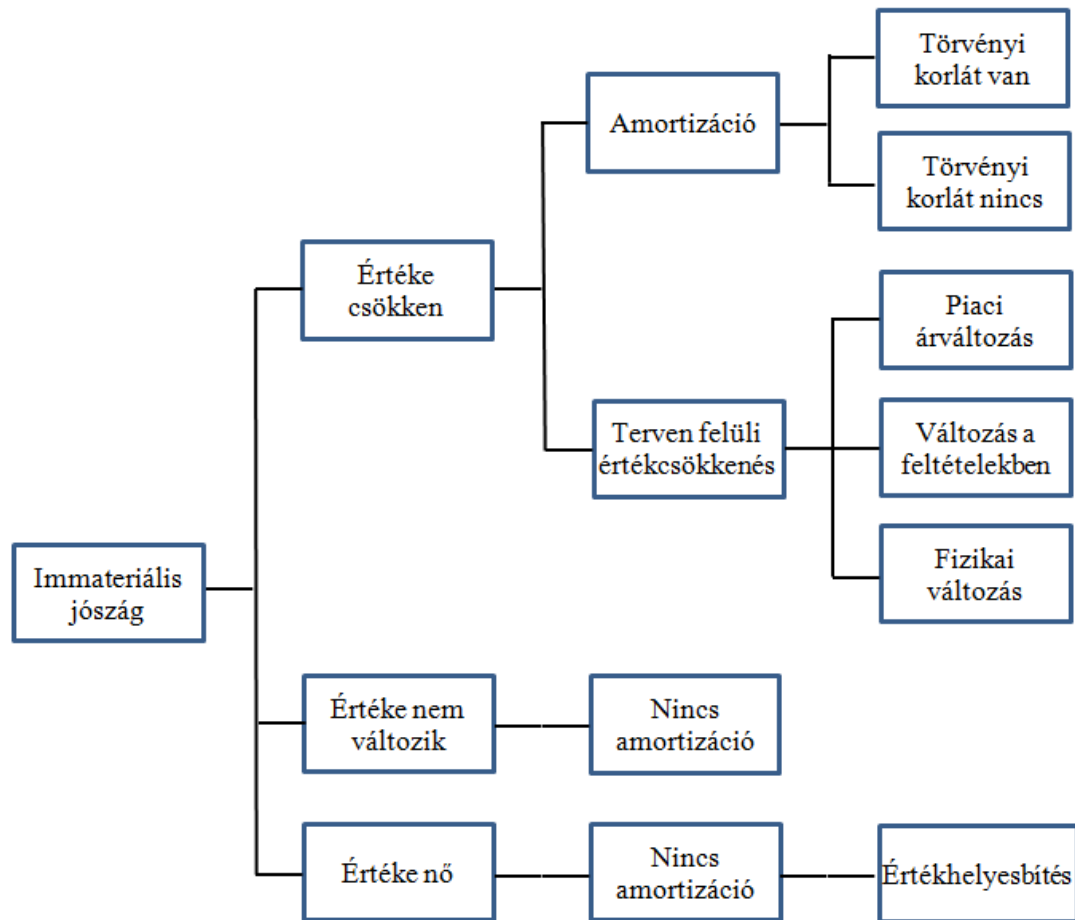 Törvényi
korlát van
Amortizáció
Törvényi
korlát nincs
Értéke
csökken
Piaci
árváltozás
Terven felüli
értékcsökkenés
Változás a
feltételekben
Fizikai
változás
Immateriális
jószág
Értéke nem
változik
Nincs
amortizáció
Értéke nő
Nincs
amortizáció
Értékhelyesbítés